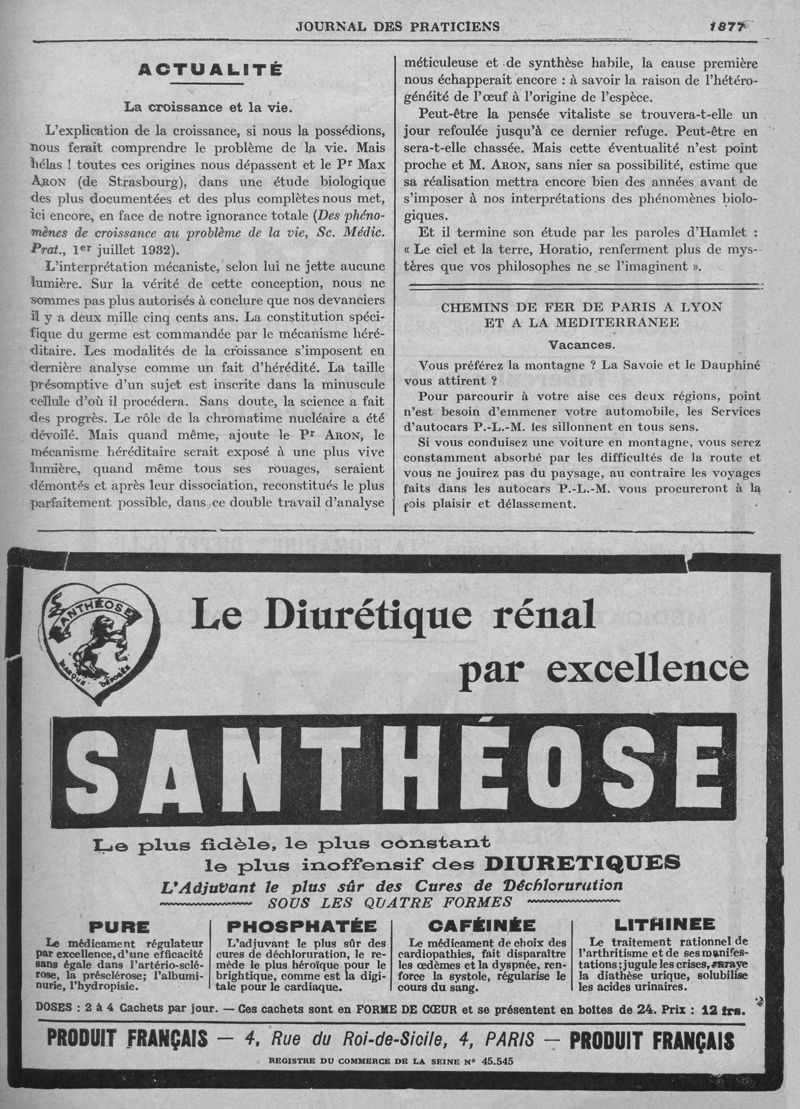 JOURNAL DES PRATICIENS 1877
ACTUALITÉ
La croissance et la vie.
L'explication de la croissance, si nous la possédions,
nous ferait comprendre le problème de la vie. Mais
hélas ! toutes ces origines nous dépassent et le Pr Max
ARON (de Strasbourg), dans une étude biologique
des plus documentées et des plus complètes nous met,
ici encore, en face de notre ignorance totale (Des phéno-
mènes de croissance au problème de la vie, Sc. Médic.
Prat., 1er juillet 1932).
L'interprétation mécaniste, selon lui ne jette aucune
lumière. Sur la vérité de cette conception, nous ne
sommes pas plus autorisés à conclure que nos devanciers
il y a deux mille cinq cents ans. La constitution spéci-
fique du germe est commandée par le mécanisme héré-
ditaire. Les modalités de la croissance s'imposent en
dernière analyse comme un fait d'hérédité. La taille
présomptive d'un sujet est inscrite dans la minuscule
cellule d'où il procédera. Sans doute, la science a fait
des progrès. Le rôle de la chromatime nucléaire a été
dévoilé. Mais quand même, ajoute le Pr ARON, le
mécanisme héréditaire serait exposé à une plus vive
lumière, quand même tous ses rouages, seraient
démontés et après leur dissociation, reconstitués le plus
parfaitement possible, dans ce double travail d'analyse
méticuleuse et de synthèse habile, la cause première
nous échapperait encore : à savoir la raison de l'hétéro-
généité de l'œuf à l'origine de l'espèce.
Peut-être la pensée vitaliste se trouvera-t-elle un
jour refoulée jusqu'à ce dernier refuge. Peut-être en
sera-t-elle chassée. Mais cette éventualité n'est point
proche et M. ARON, sans nier sa possibilité, estime que
sa réalisation mettra encore bien des années avant de
s'imposer à nos interprétations des phénomènes biolo-
giques.
Et il termine son étude par les paroles d'Hamlet :
« Le ciel et la terre, Horatio, renferment plus de mys-
tères que vos philosophes ne se l'imaginent ».
CHEMINS DE FER DE PARIS A LYON
ET A LA MEDITERRANEE
Vacances.
Vous préférez la montagne ? La Savoie et le Dauphiné
vous attirent ?
Pour parcourir à votre aise ces deux régions, point
n'est besoin d'emmener votre automobile, les Services
d'autocars P.-L.-M. les sillonnent en tous sens.
Si vous conduisez une voiture en montagne, vous serez
constamment absorbé par les difficultés de la route et
vous ne jouirez pas du paysage, au contraire les voyages
faits dans les autocars P.-L.-M. vous procureront à la
fois plaisir et délassement.
SANTHÉOSE
MARQUE DÉPOSÉE
Le Diurétique rénal
par excellence
SANTHÉOSE
Le plus fidèle, le plus constant
le plus inoffensif des DIURETIQUES
L'Adjuvant le plus sûr des Cures de Déchloruration
SOUS LES QUATRE FORMES
PURE
Le médicament régulateur
par excellence, d'une efficacité
sans égale dans l'artério-sclé-
rose, la présclérose; l'albumi-
nurie, l'hydropisie.
PHOSPHATÉE
L'adjuvant le plus sûr des
cures de déchloruration, le re-
mède le plus héroïque pour le
brightique, comme est la digi-
tale pour le cardiaque.
CAFÉINÉE
Le médicament de choix des
cardiopathies, fait disparaître
les œdèmes et la dyspnée, ren-
force la systole, régularise le
cours du sang.
LITHINEE
Le traitement rationnel de
l'arthritisme et de ses manifes-
tations; jugule les crises, enraye
la diathèse urique, solubilise
les acides urinaires.
DOSES : 2 à 4 Cachets par jour. — Ces cachets sont en FORME DE CŒUR et se présentent en boîtes de 24. Prix : 12 frs.
PRODUIT FRANÇAIS — 4, Rue du Roi-de-Sicile, 4, PARIS — PRODUIT FRANÇAIS
REGISTRE DU COMMERCE DE LA SEINE N° 45.545